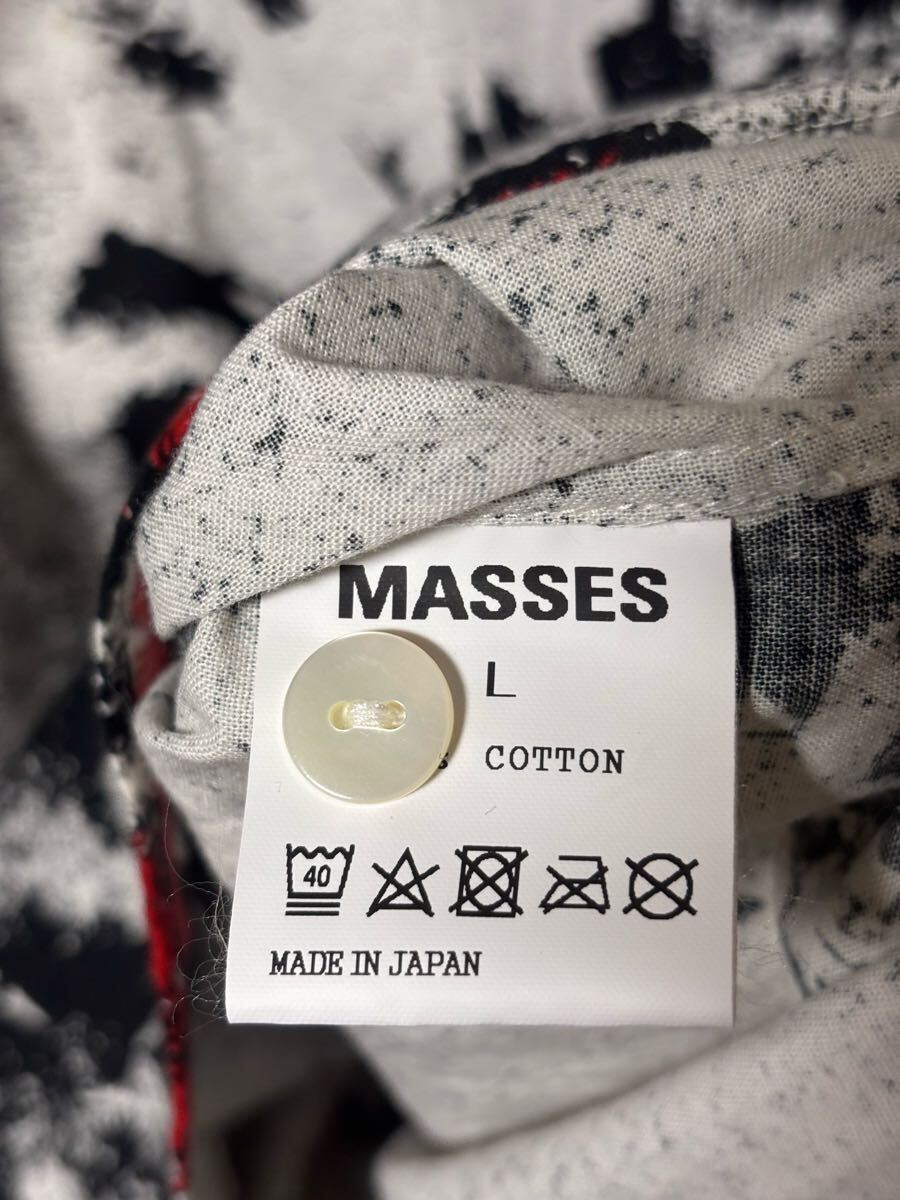 MASSES
L
COTTON
40
MADE IN JAPAN